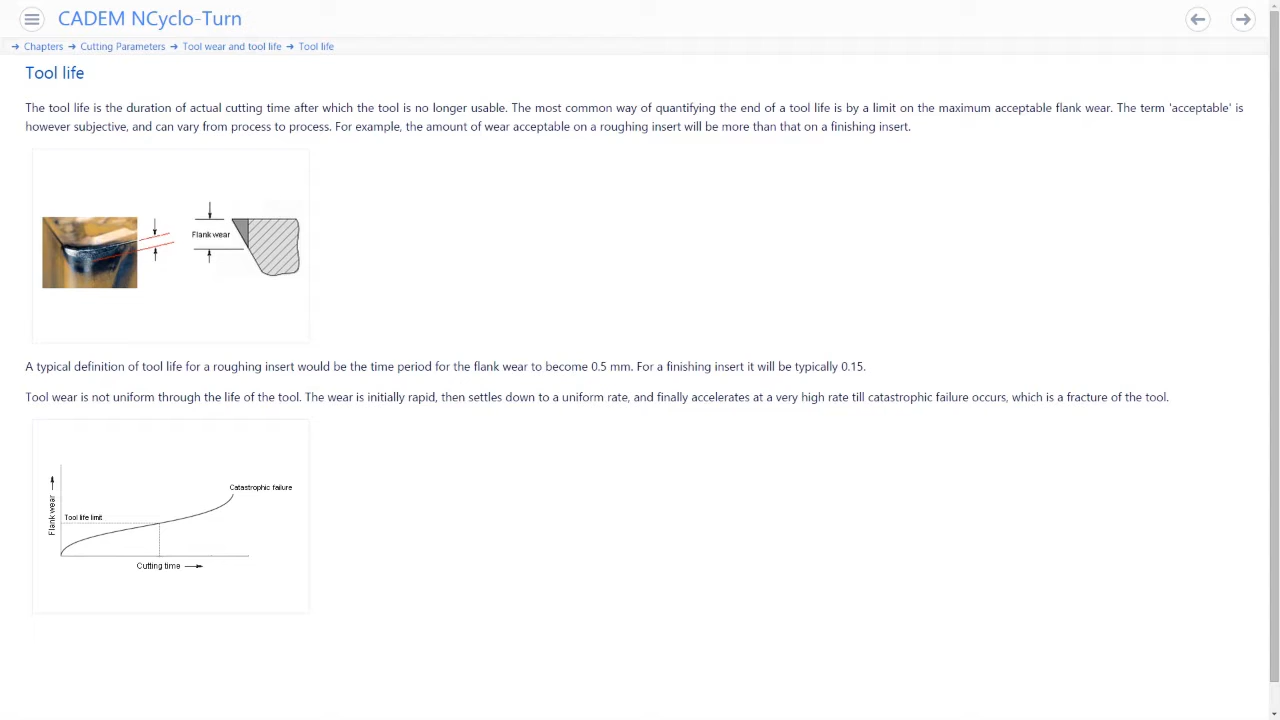 CADEM NCyclo-Turn
➔ Chapters ➔ Cutting Parameters ➔ Tool wear and tool life ➔ Tool life
Tool life
The tool life is the duration of actual cutting time after which the tool is no longer usable. The most common way of quantifying the end of a tool life is by a limit on the maximum acceptable flank wear. The term 'acceptable' is
however subjective, and can vary from process to process. For example, the amount of wear acceptable on a roughing insert will be more than that on a finishing insert.
Flank wear
A typical definition of tool life for a roughing insert would be the time period for the flank wear to become 0.5 mm. For a finishing insert it will be typically 0.15.
Tool wear is not uniform through the life of the tool. The wear is initially rapid, then settles down to a uniform rate, and finally accelerates at a very high rate till catastrophic failure occurs, which is a fracture of the tool.
Catastrophic failure
Flank wear
Tool life limit
Cutting time